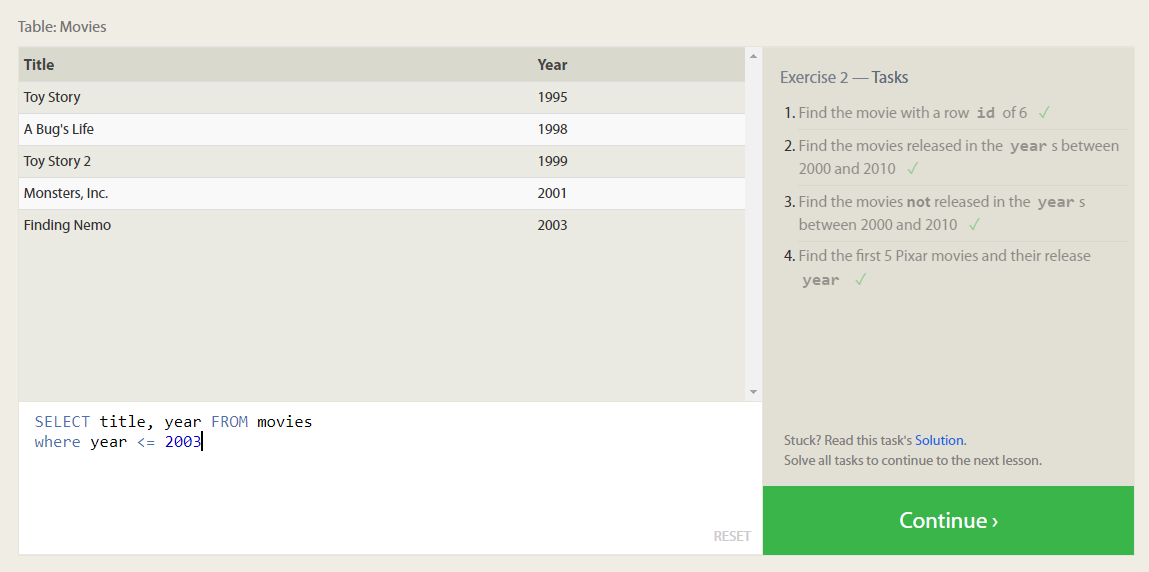 Table: Movies
Title Year
Toy Story 1995
A Bug's Life 1998
Toy Story 2 1999
Monsters, Inc. 2001
Finding Nemo 2003
SELECT title, year FROM movies
where year <= 2003
RESET
Exercise 2 — Tasks
1. Find the movie with a row id of 6 ✓
2. Find the movies released in the year s between
2000 and 2010 ✓
3. Find the movies not released in the year s
between 2000 and 2010 ✓
4. Find the first 5 Pixar movies and their release
year ✓
Stuck? Read this task's Solution.
Solve all tasks to continue to the next lesson.
Continue ›